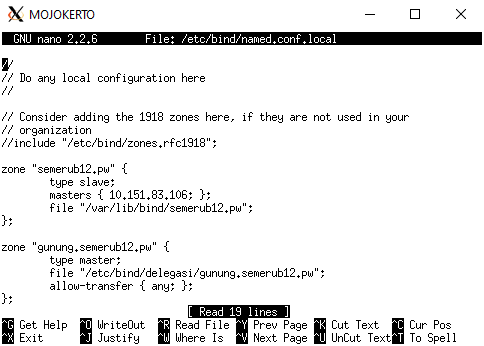 MOJOKERTO
GNU nano 2.2.6 File: /etc/bind/named.conf.local
//
// Do any local configuration here
//
// Consider adding the 1918 zones here, if they are not used in your
// organization
//include "/etc/bind/zones.rfc1918";
zone "semerub12.pw" {
type slave;
masters { 10.151.83.106; };
file "/var/lib/bind/semerub12.pw";
};
zone "gunung.semerub12.pw" {
type master;
file "/etc/bind/delegasi/gunung.semerub12.pw";
allow-transfer { any; };
};
[ Read 19 lines ]
^G Get Help ^O WriteOut ^R Read File ^Y Prev Page ^K Cut Text ^C Cur Pos
^X Exit ^J Justify ^W Where Is ^V Next Page ^U UnCut Text ^T To Spell